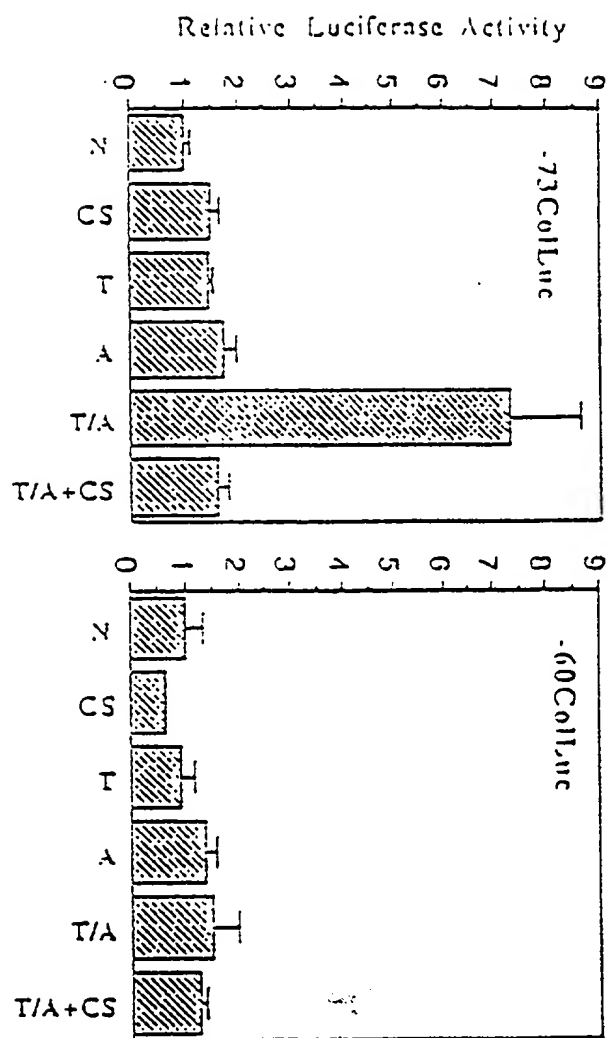 Relative Luciferase Activity
0 1 2 3 4 5 6 7 8 9
-73ColLuc
N
CS
T
A
T/A
T/A+CS
0 1 2 3 4 5 6 7 8 9
-60ColLuc
N
CS
T
A
T/A
T/A+CS